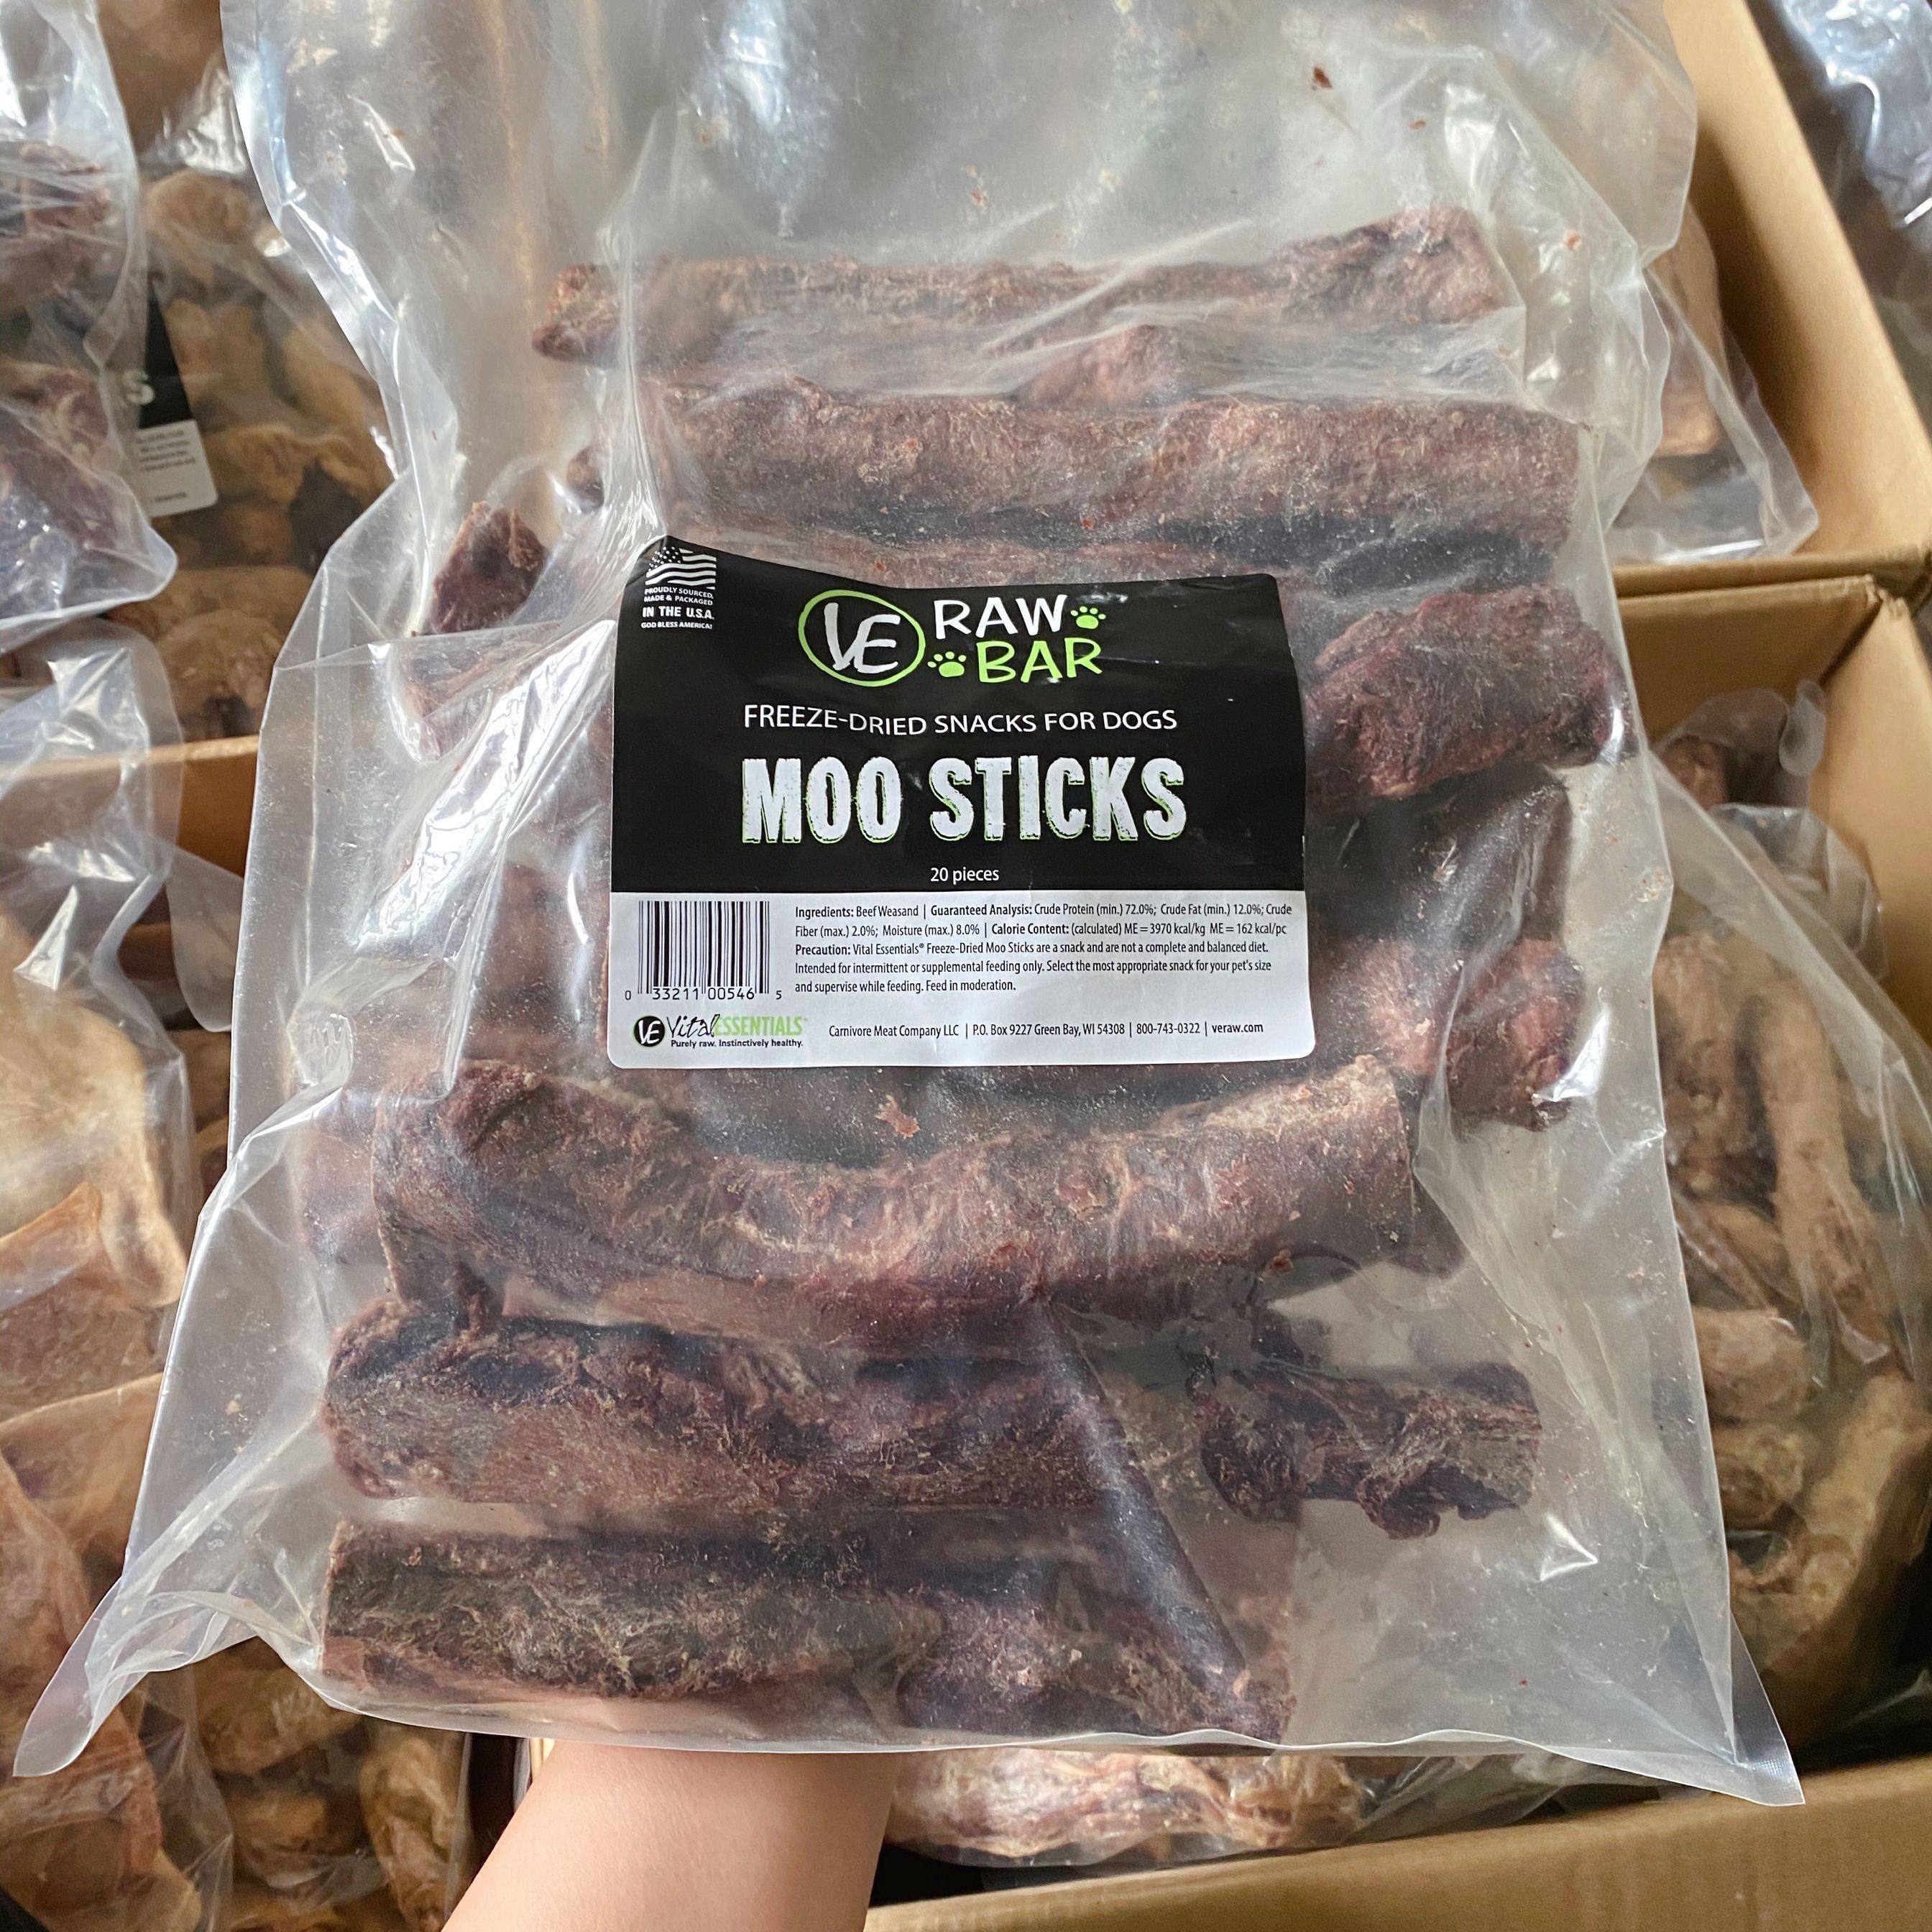 PROUDLY SOURCED,
MADE & PACKAGED
IN THE U.S.A.
GOD BLESS AMERICA!
VE RAW
BAR
FREEZE-DRIED SNACKS FOR DOGS
MOO STICKS
20 pieces
Ingredients: Beef Weasand | Guaranteed Analysis: Crude Protein (min.) 72.0%; Crude Fat (min.) 12.0%; Crude
Fiber (max.) 2.0%; Moisture (max.) 8.0% | Calorie Content: (calculated) ME = 3970 kcal/kg ME = 162 kcal/pc
Precaution: Vital Essentials® Freeze-Dried Moo Sticks are a snack and are not a complete and balanced diet.
Intended for intermittent or supplemental feeding only. Select the most appropriate snack for your pet's size
and supervise while feeding. Feed in moderation.
0 33211 00546 5
VE Vital ESSENTIALS™
Purely raw. Instinctively healthy.
Carnivore Meat Company LLC | P.O. Box 9227 Green Bay, WI 54308 | 800-743-0322 | veraw.com
S